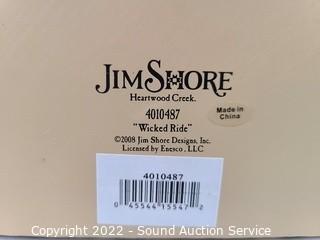 JIM SHORE
Heartwood Creek.
4010487
"Wicked Ride"
©2008 Jim Shore Designs, Inc.
Licensed by Enesco, LLC
Made in
China
4010487
0 45544 15547 2
Copyright 2022 - Sound Auction Service